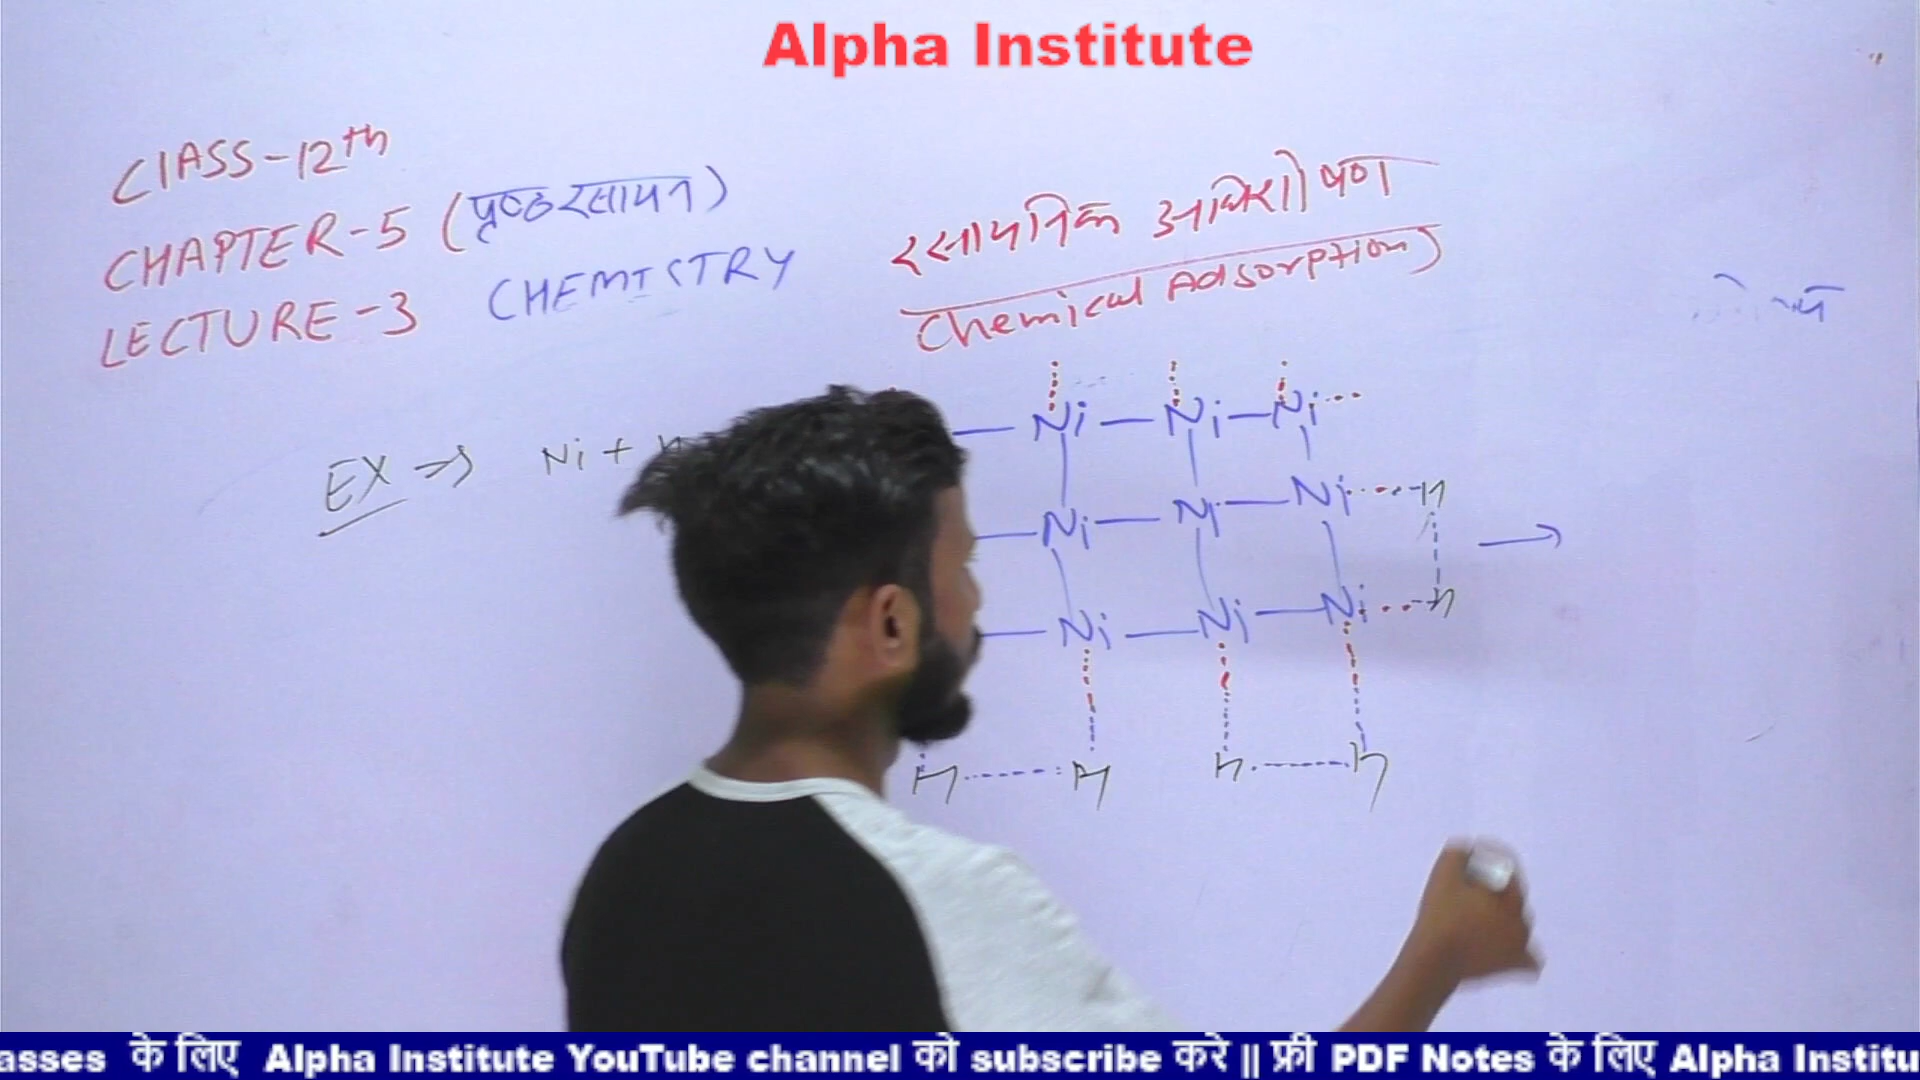 Alpha Institute
CLASS-12th
CHAPTER-5 (पृष्ठ रसायन)
LECTURE-3 CHEMISTRY
रसायनिक अधिशोषण
Chemical Adsorption)
EX ⇒ Ni + H
— Ni — Ni — Ni
— Ni — Ni — Ni H
→
— Ni — Ni — Ni H
H H H H
asses के लिए Alpha Institute YouTube channel को subscribe करे || फ्री PDF Notes के लिए Alpha Institu